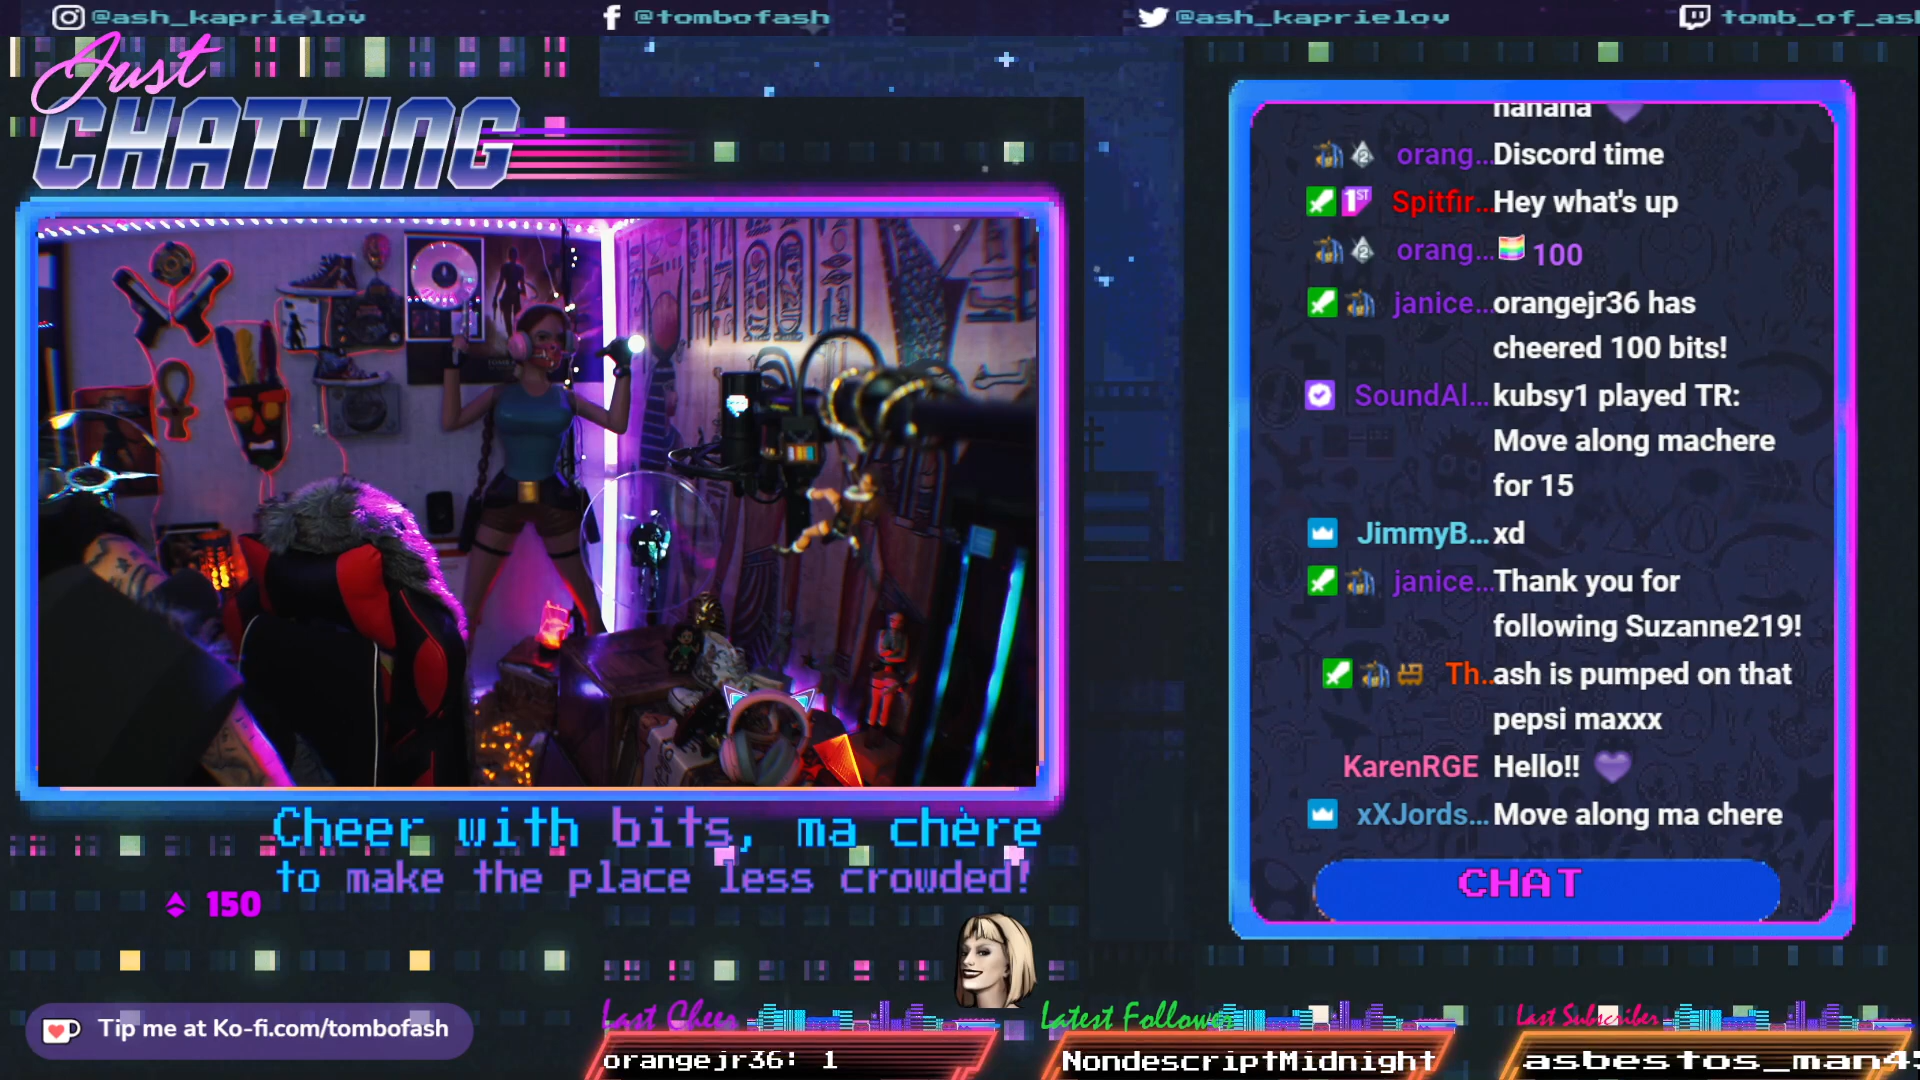 @ash_kaprielov
@tombofash
@ash_kaprielov
tomb_of_as
Just
CHATTING
hahaha
orang...Discord time
1ST Spitfir...Hey what's up
orang... 100
janice...orangejr36 has
cheered 100 bits!
SoundAl...kubsy1 played TR:
Move along machere
for 15
JimmyB...xd
janice...Thank you for
following Suzanne219!
Th..ash is pumped on that
pepsi maxxx
KarenRGE Hello!!
xXJords...Move along ma chere
CHAT
Cheer with bits, ma chère
to make the place less crowded!
150
Tip me at Ko-fi.com/tombofash
Last Cheer
orangejr36: 1
Latest Follower
NondescriptMidnight
Last Subscriber
asbestos_man4